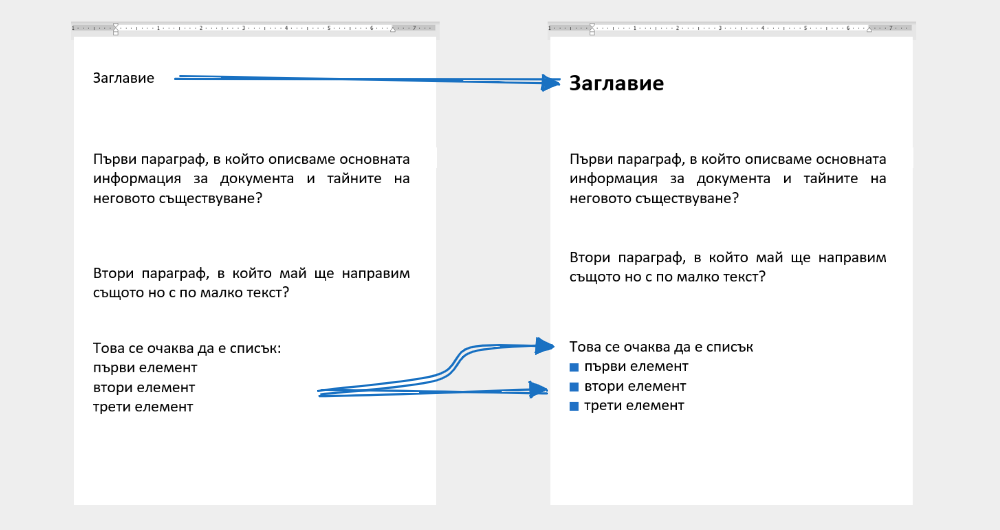 Заглавие
Първи параграф, в който описваме основната
информация за документа и тайните на
неговото съществуване?
Втори параграф, в който май ще направим
същото но с по малко текст?
Това се очаква да е списък:
първи елемент
втори елемент
трети елемент
Заглавие
Първи параграф, в който описваме основната
информация за документа и тайните на
неговото съществуване?
Втори параграф, в който май ще направим
същото но с по малко текст?
Това се очаква да е списък
първи елемент
втори елемент
трети елемент